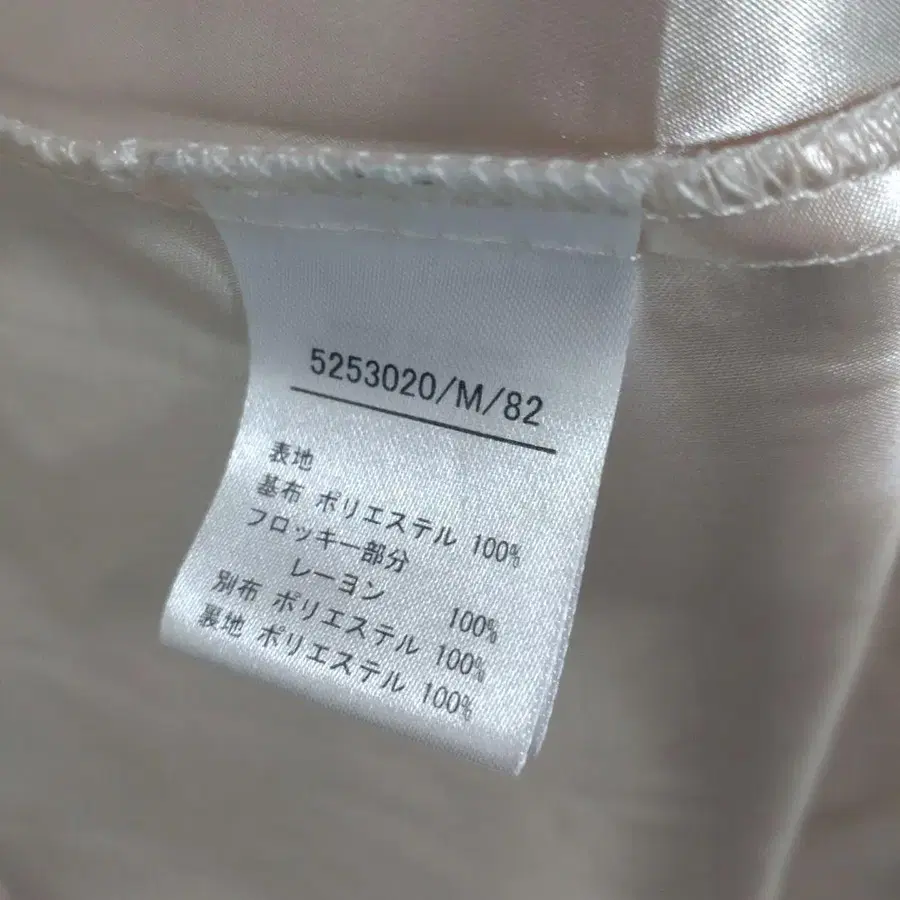 5253020/M/82
表地
基布 ポリエステル 100%
フロッキー部分
レーヨン 100%
別布 ポリエステル 100%
裏地 ポリエステル 100%